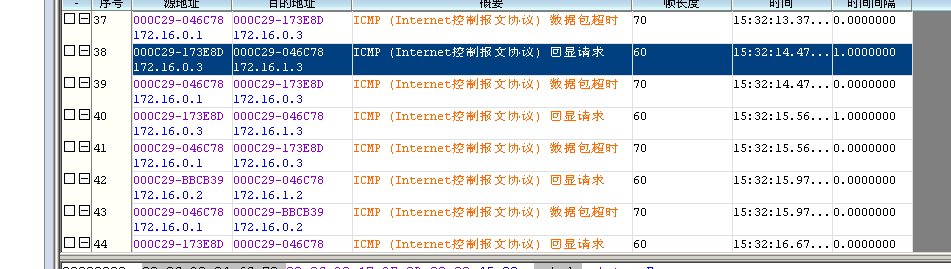 序号 源地址 目的地址 概要 帧长度 时间 时间间隔
37 000C29-046C78 000C29-173E8D ICMP (Internet控制报文协议) 数据包超时 70 15:32:13.37...
172.16.0.1 172.16.0.3
38 000C29-173E8D 000C29-046C78 ICMP (Internet控制报文协议) 回显请求 60 15:32:14.47... 1.0000000
172.16.0.3 172.16.1.3
39 000C29-046C78 000C29-173E8D ICMP (Internet控制报文协议) 数据包超时 70 15:32:14.47... 0.0000000
172.16.0.1 172.16.0.3
40 000C29-173E8D 000C29-046C78 ICMP (Internet控制报文协议) 回显请求 60 15:32:15.56... 1.0000000
172.16.0.3 172.16.1.3
41 000C29-046C78 000C29-173E8D ICMP (Internet控制报文协议) 数据包超时 70 15:32:15.56... 0.0000000
172.16.0.1 172.16.0.3
42 000C29-BBCB39 000C29-046C78 ICMP (Internet控制报文协议) 回显请求 60 15:32:15.97... 0.0000000
172.16.0.2 172.16.1.2
43 000C29-046C78 000C29-BBCB39 ICMP (Internet控制报文协议) 数据包超时 70 15:32:15.97... 0.0000000
172.16.0.1 172.16.0.2
44 000C29-173E8D 000C29-046C78 ICMP (Internet控制报文协议) 回显请求 60 15:32:16.67... 0.0000000